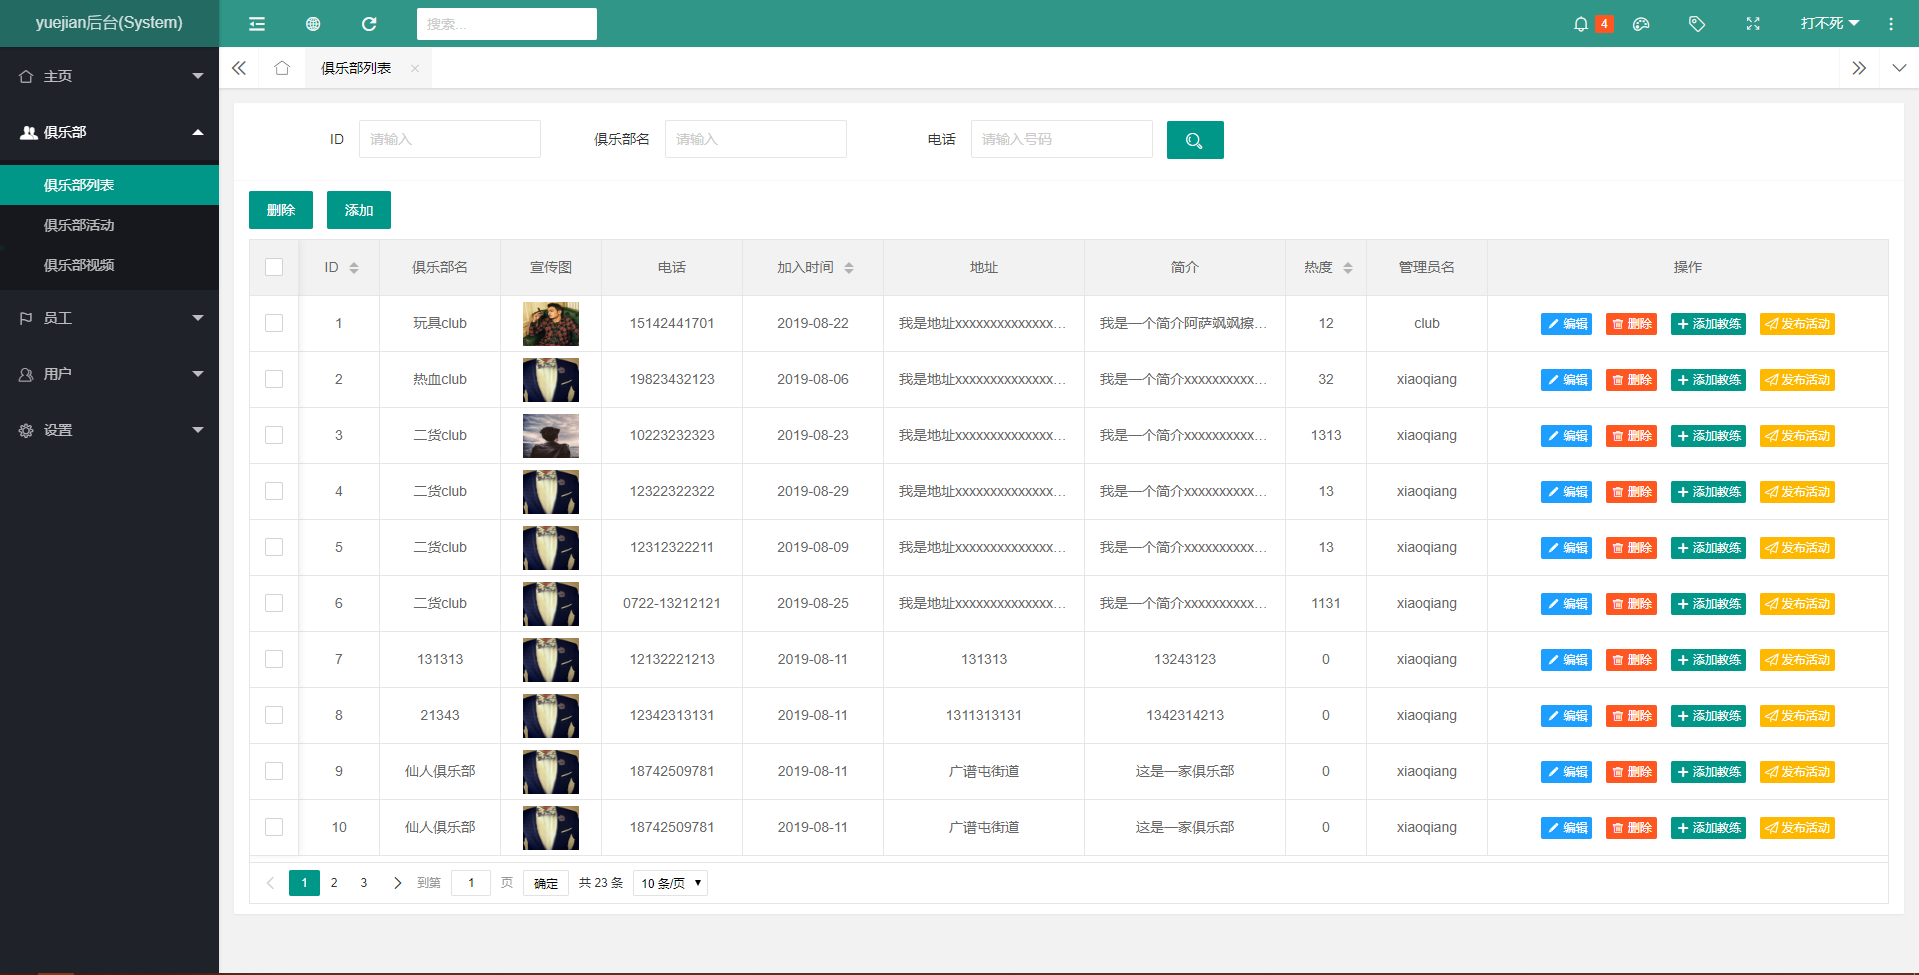 yuejian后台(System)
搜索...
4
打不死
主页
俱乐部
俱乐部列表
俱乐部活动
俱乐部视频
员工
用户
设置
俱乐部列表
ID 请输入 俱乐部名 请输入 电话 请输入号码
删除 添加
ID 俱乐部名 宣传图 电话 加入时间 地址 简介 热度 管理员名 操作
1 玩具club 15142441701 2019-08-22 我是地址xxxxxxxxxxxxxx... 我是一个简介阿萨飒飒擦... 12 club 编辑 删除 添加教练 发布活动
2 热血club 19823432123 2019-08-06 我是地址xxxxxxxxxxxxxx... 我是一个简介xxxxxxxxxx... 32 xiaoqiang 编辑 删除 添加教练 发布活动
3 二货club 10223232323 2019-08-23 我是地址xxxxxxxxxxxxxx... 我是一个简介xxxxxxxxxx... 1313 xiaoqiang 编辑 删除 添加教练 发布活动
4 二货club 12322322322 2019-08-29 我是地址xxxxxxxxxxxxxx... 我是一个简介xxxxxxxxxx... 13 xiaoqiang 编辑 删除 添加教练 发布活动
5 二货club 12312322211 2019-08-09 我是地址xxxxxxxxxxxxxx... 我是一个简介xxxxxxxxxx... 13 xiaoqiang 编辑 删除 添加教练 发布活动
6 二货club 0722-13212121 2019-08-25 我是地址xxxxxxxxxxxxxx... 我是一个简介xxxxxxxxxx... 1131 xiaoqiang 编辑 删除 添加教练 发布活动
7 131313 12132221213 2019-08-11 131313 13243123 0 xiaoqiang 编辑 删除 添加教练 发布活动
8 21343 12342313131 2019-08-11 1311313131 1342314213 0 xiaoqiang 编辑 删除 添加教练 发布活动
9 仙人俱乐部 18742509781 2019-08-11 广谱屯街道 这是一家俱乐部 0 xiaoqiang 编辑 删除 添加教练 发布活动
10 仙人俱乐部 18742509781 2019-08-11 广谱屯街道 这是一家俱乐部 0 xiaoqiang 编辑 删除 添加教练 发布活动
1 2 3 到第 1 页 确定 共 23 条 10 条/页